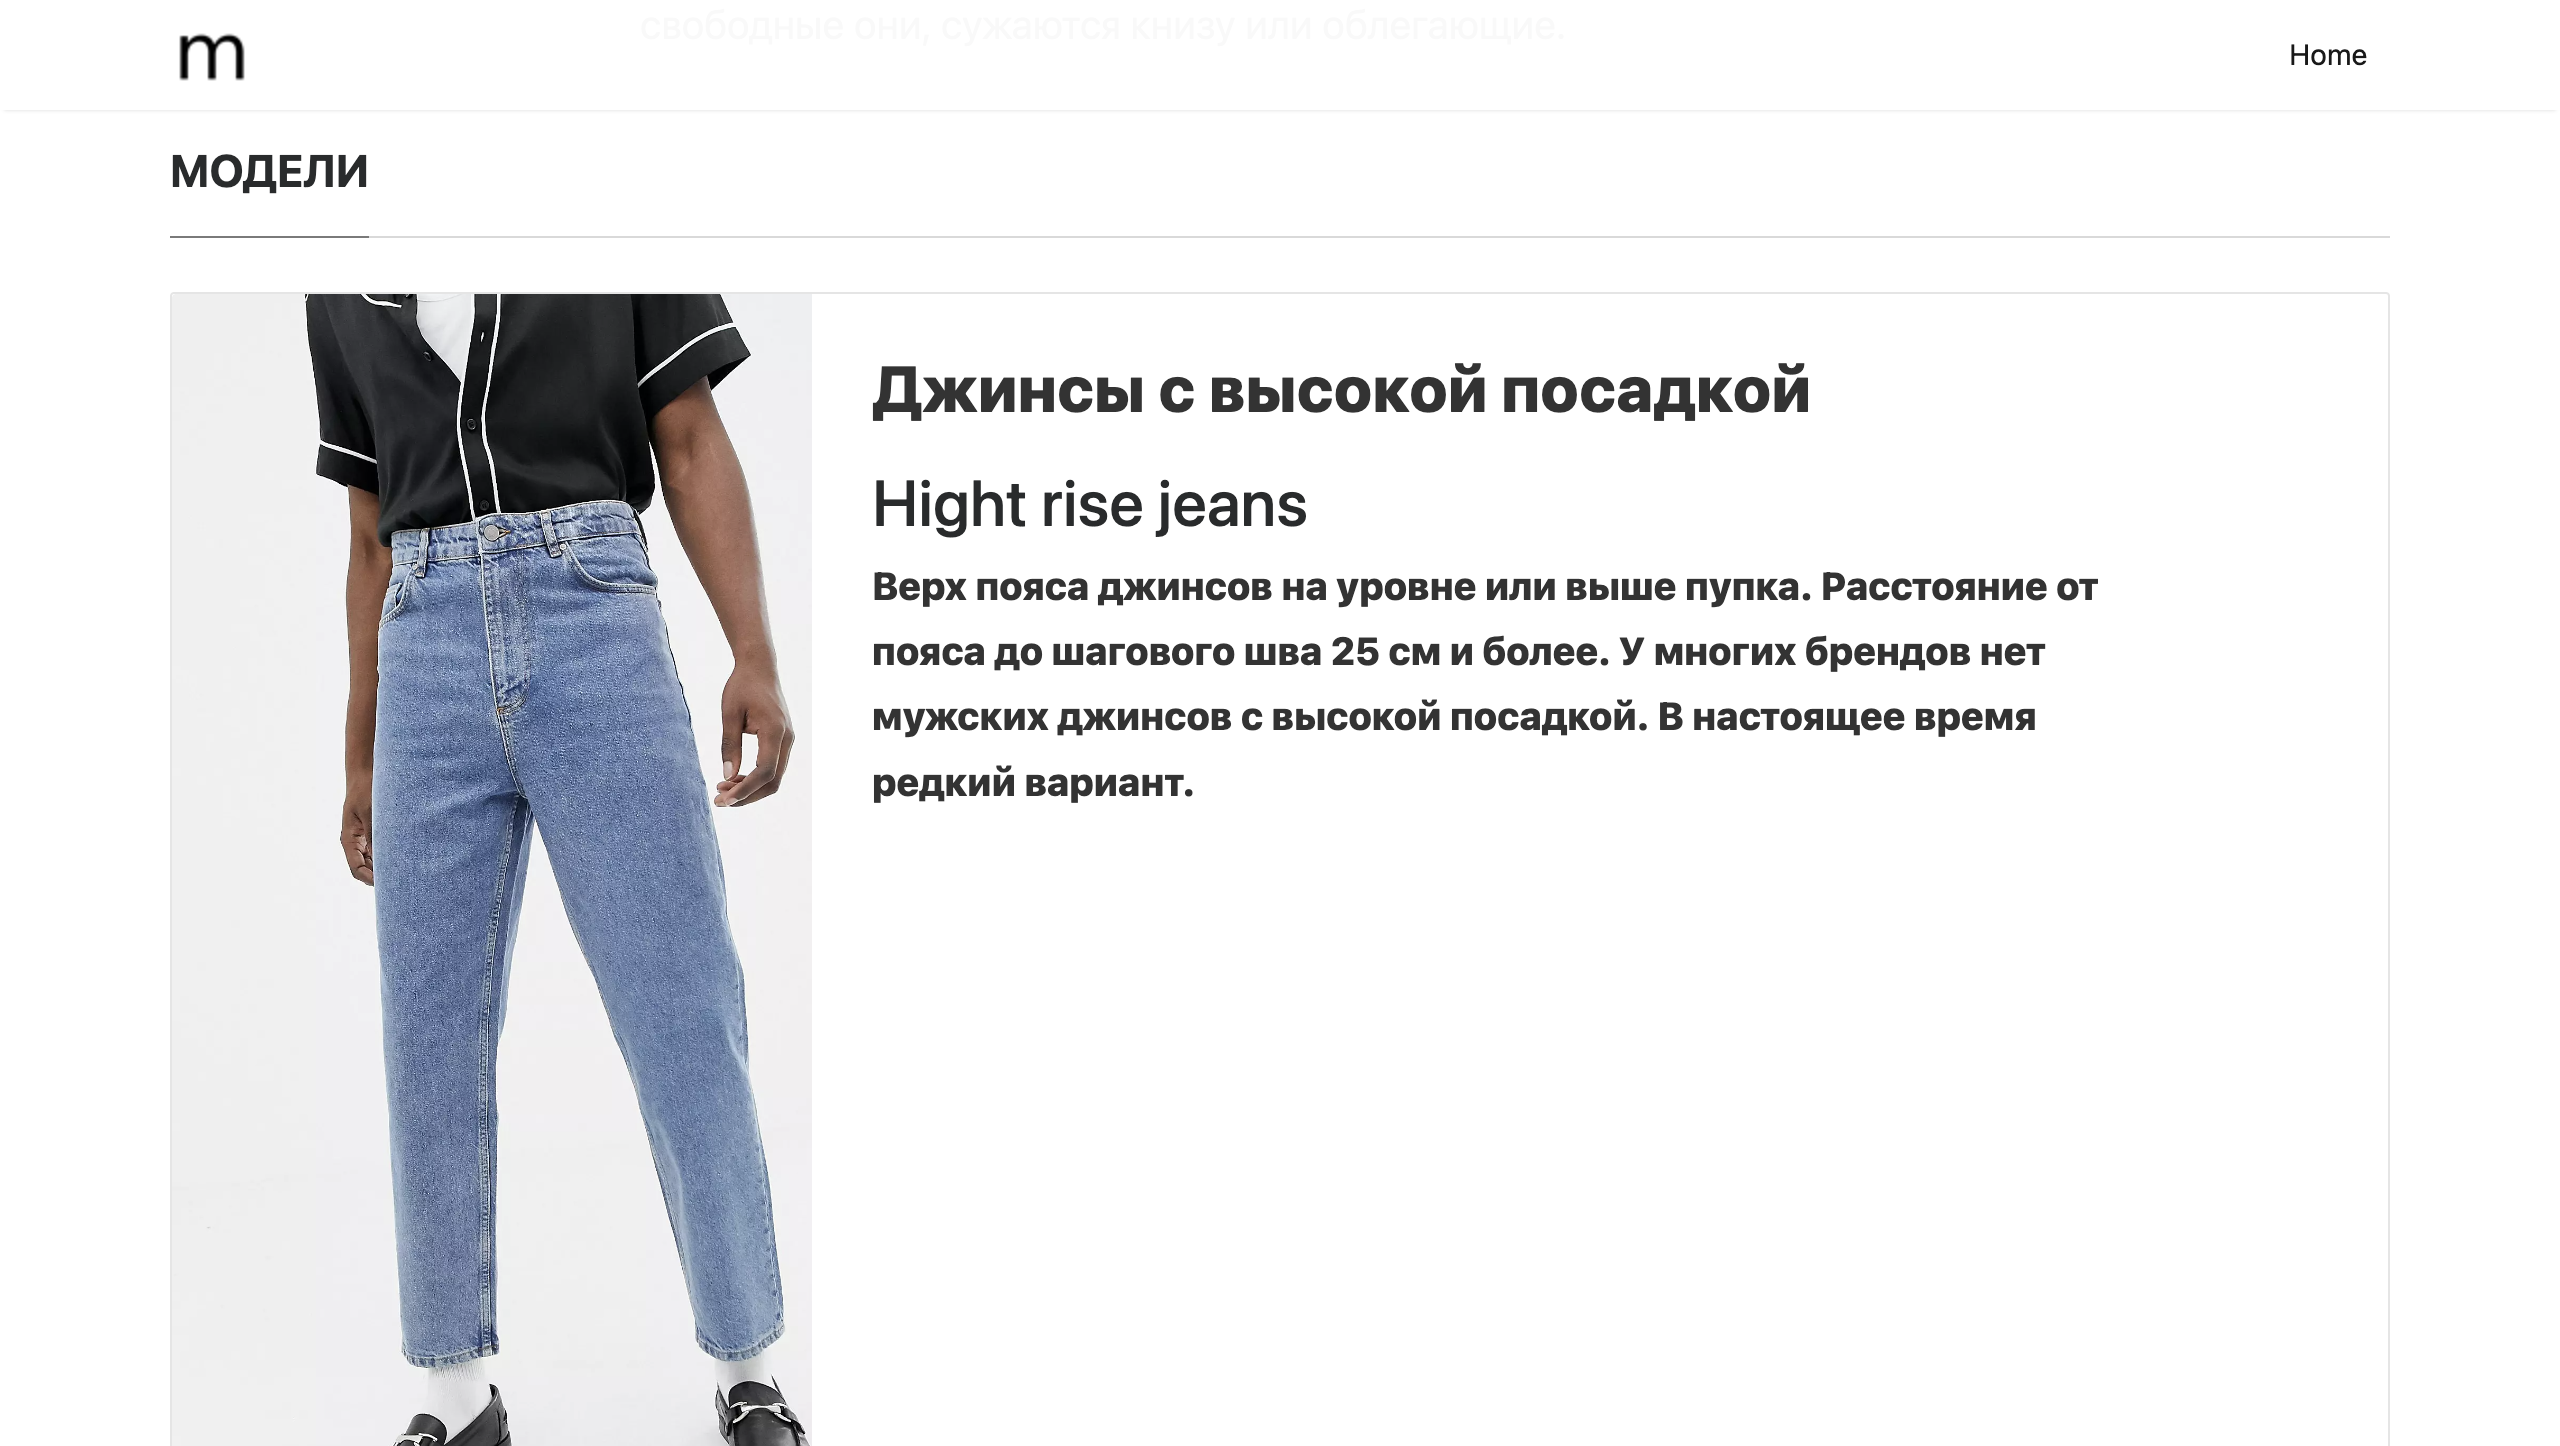 свободные они, сужаются книзу или облегающие.
m
Home
МОДЕЛИ
Джинсы с высокой посадкой
Hight rise jeans
Верх пояса джинсов на уровне или выше пупка. Расстояние от
пояса до шагового шва 25 см и более. У многих брендов нет
мужских джинсов с высокой посадкой. В настоящее время
редкий вариант.